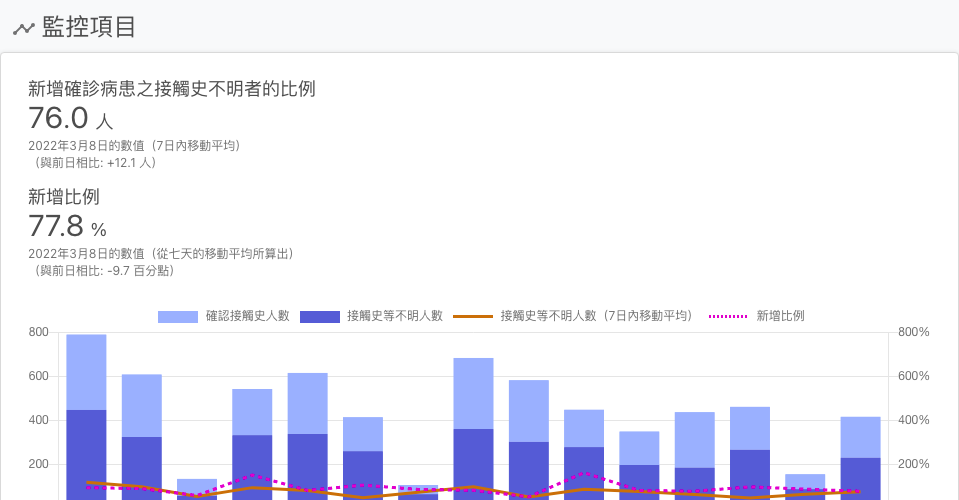 監控項目
新增確診病患之接觸史不明者的比例
76.0 人
2022年3月8日的數值（7日內移動平均）
（與前日相比: +12.1 人）
新增比例
77.8 %
2022年3月8日的數值（從七天的移動平均所算出）
（與前日相比: -9.7 百分點）
確認接觸史人數 接觸史等不明人數 接觸史等不明人數（7日內移動平均） 新增比例
800 800%
600 600%
400 400%
200 200%